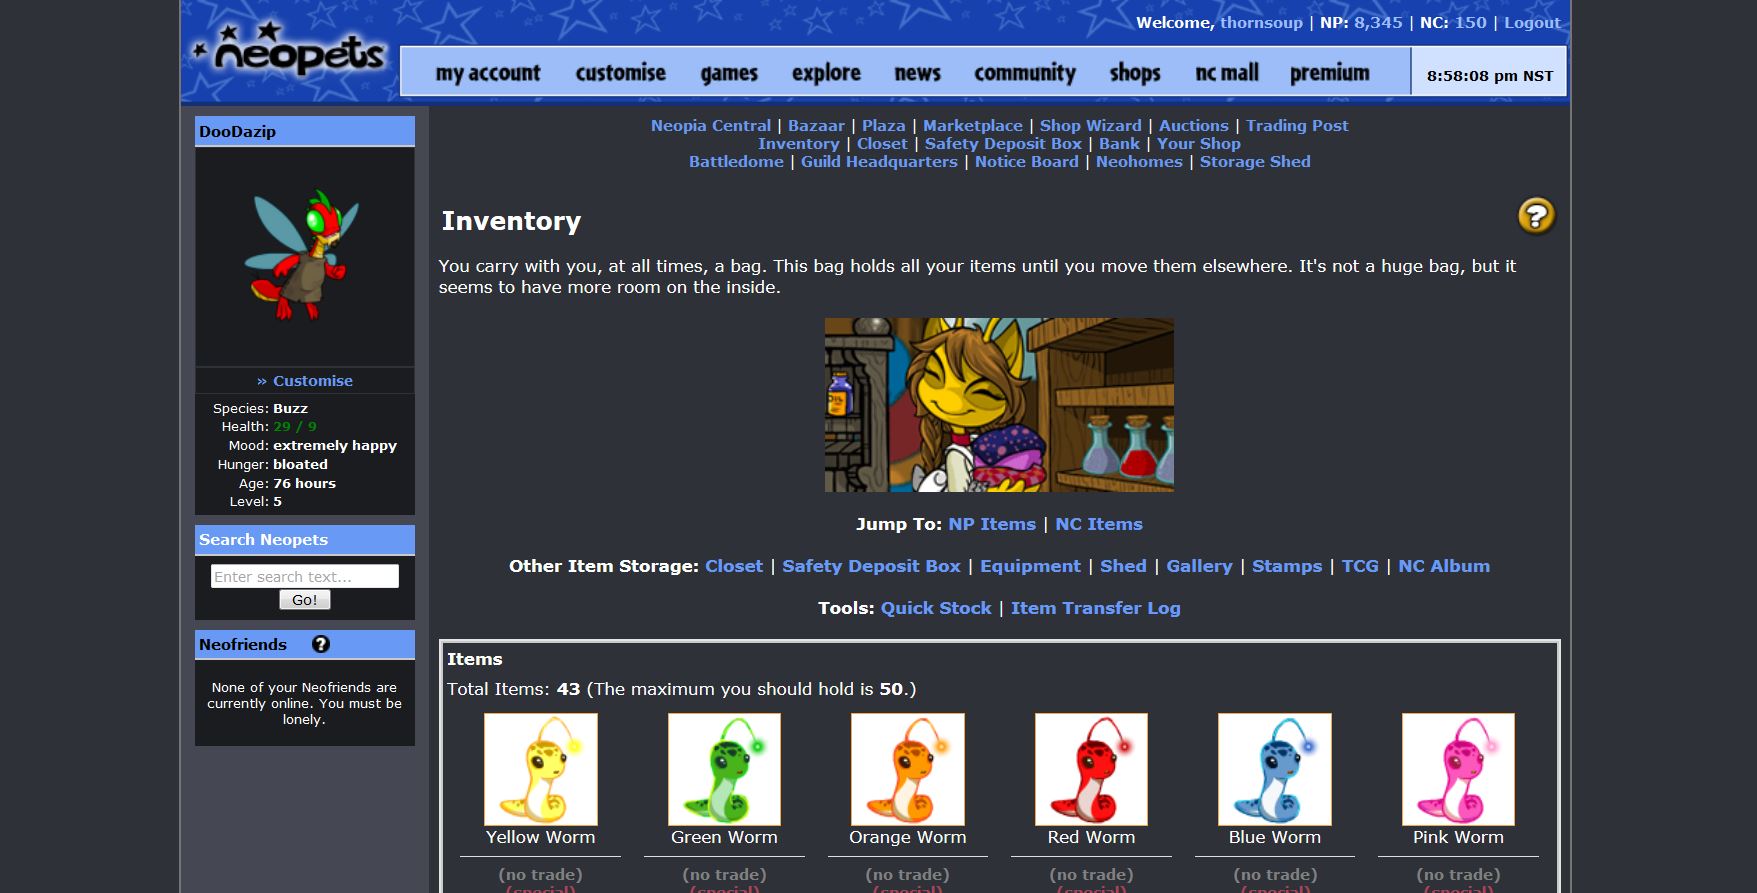 neopets
Welcome, thornsoup | NP: 8,345 | NC: 150 | Logout
my account customise games explore news community shops nc mall premium 8:58:08 pm NST
DooDazip
» Customise
Species: Buzz
Health: 29 / 9
Mood: extremely happy
Hunger: bloated
Age: 76 hours
Level: 5
Search Neopets
Enter search text...
Go!
Neofriends ?
None of your Neofriends are
currently online. You must be
lonely.
Neopia Central | Bazaar | Plaza | Marketplace | Shop Wizard | Auctions | Trading Post
Inventory | Closet | Safety Deposit Box | Bank | Your Shop
Battledome | Guild Headquarters | Notice Board | Neohomes | Storage Shed
Inventory
?
You carry with you, at all times, a bag. This bag holds all your items until you move them elsewhere. It's not a huge bag, but it
seems to have more room on the inside.
OIL
Jump To: NP Items | NC Items
Other Item Storage: Closet | Safety Deposit Box | Equipment | Shed | Gallery | Stamps | TCG | NC Album
Tools: Quick Stock | Item Transfer Log
Items
Total Items: 43 (The maximum you should hold is 50.)
Yellow Worm Green Worm Orange Worm Red Worm Blue Worm Pink Worm
(no trade) (no trade) (no trade) (no trade) (no trade) (no trade)
(special) (special) (special) (special) (special) (special)